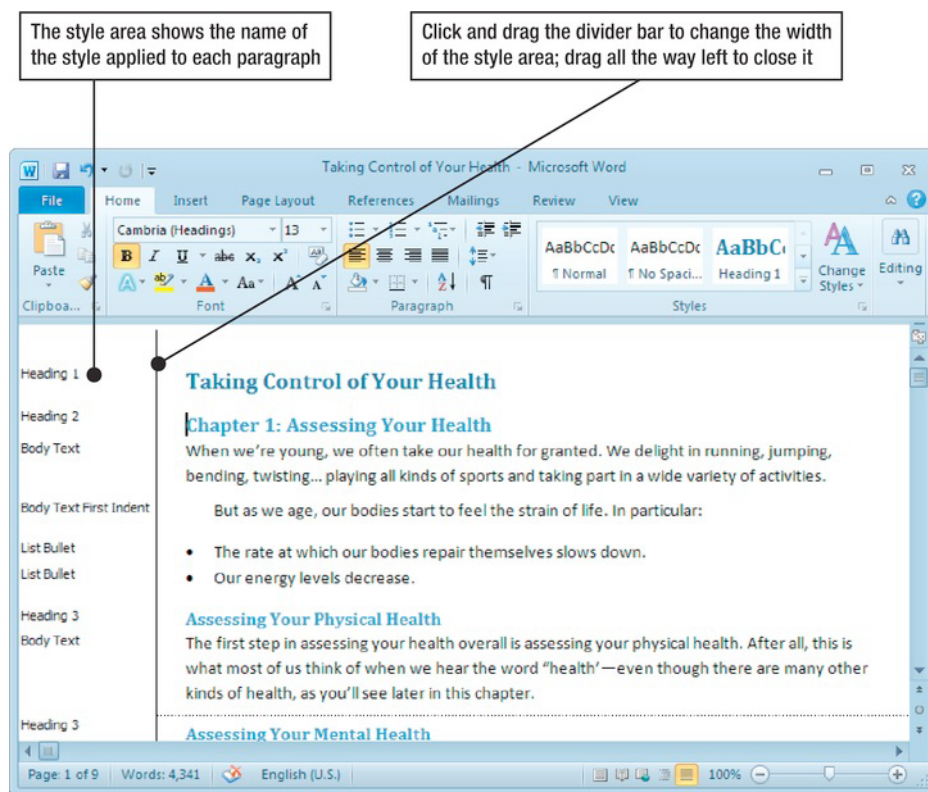 The style area shows the name of
the style applied to each paragraph
Click and drag the divider bar to change the width
of the style area; drag all the way left to close it
Taking Control of Your Health - Microsoft Word
File Home Insert Page Layout References Mailings Review View
Cambria (Headings) 13
AaBbCcDc AaBbCcDc AaBbC
Paste
B I U abc x₂ x² Aa A A
¶ Normal ¶ No Spaci... Heading 1
Change
Styles
Editing
Clipboa... Font Paragraph Styles
Heading 1 Taking Control of Your Health
Heading 2 Chapter 1: Assessing Your Health
Body Text When we're young, we often take our health for granted. We delight in running, jumping,
bending, twisting... playing all kinds of sports and taking part in a wide variety of activities.
Body Text First Indent But as we age, our bodies start to feel the strain of life. In particular:
List Bullet • The rate at which our bodies repair themselves slows down.
List Bullet • Our energy levels decrease.
Heading 3 Assessing Your Physical Health
Body Text The first step in assessing your health overall is assessing your physical health. After all, this is
what most of us think of when we hear the word "health'—even though there are many other
kinds of health, as you'll see later in this chapter.
Heading 3 Assessing Your Mental Health
Page: 1 of 9 Words: 4,341 English (U.S.) 100%